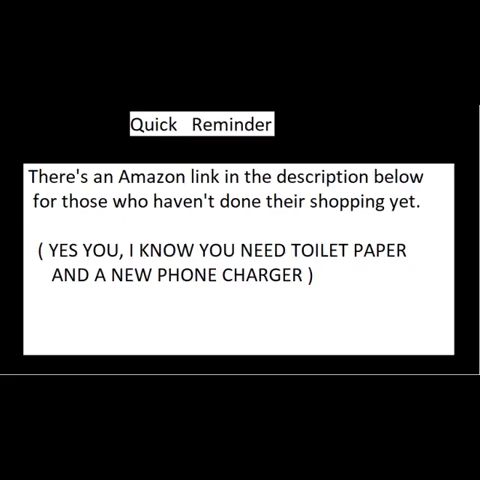 Quick Reminder
There's an Amazon link in the description below
for those who haven't done their shopping yet.
( YES YOU, I KNOW YOU NEED TOILET PAPER
AND A NEW PHONE CHARGER )